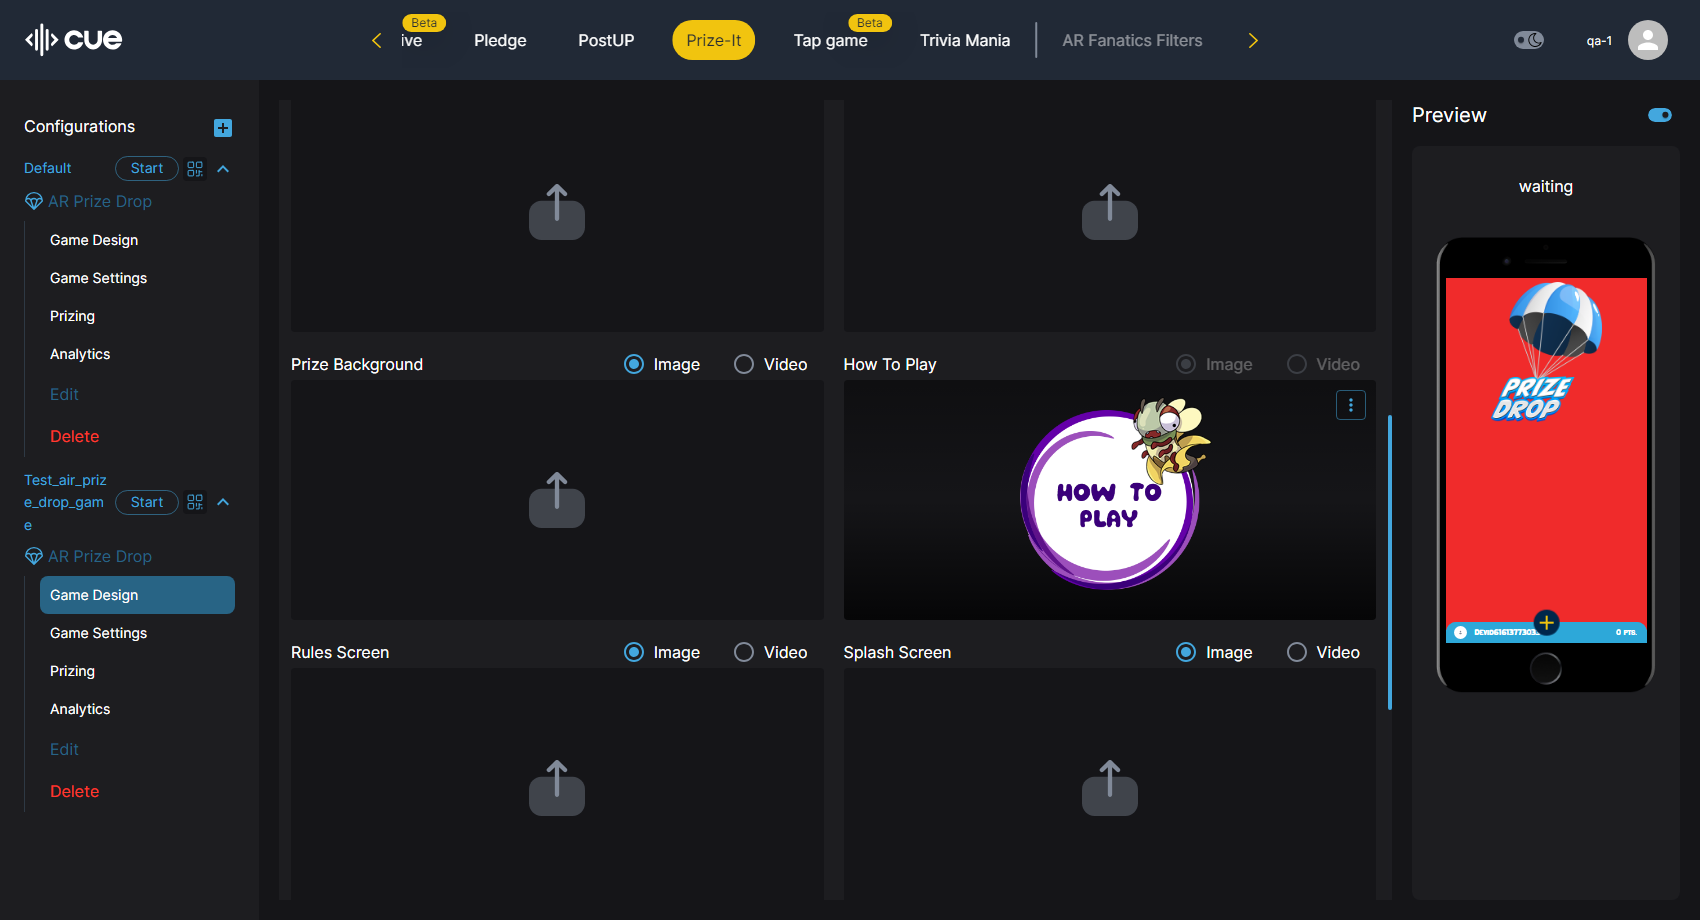 cue
Beta
ive
Pledge
PostUP
Prize-It
Beta
Tap game
Trivia Mania
AR Fanatics Filters
qa-1
Configurations
Default
Start
AR Prize Drop
Game Design
Game Settings
Prizing
Analytics
Edit
Delete
Test_air_priz
e_drop_gam
e
Start
AR Prize Drop
Game Design
Game Settings
Prizing
Analytics
Edit
Delete
Prize Background
Image
Video
How To Play
Image
Video
HOW TO
PLAY
Rules Screen
Image
Video
Splash Screen
Image
Video
Preview
waiting
PRIZE
DROP
0 PTS.